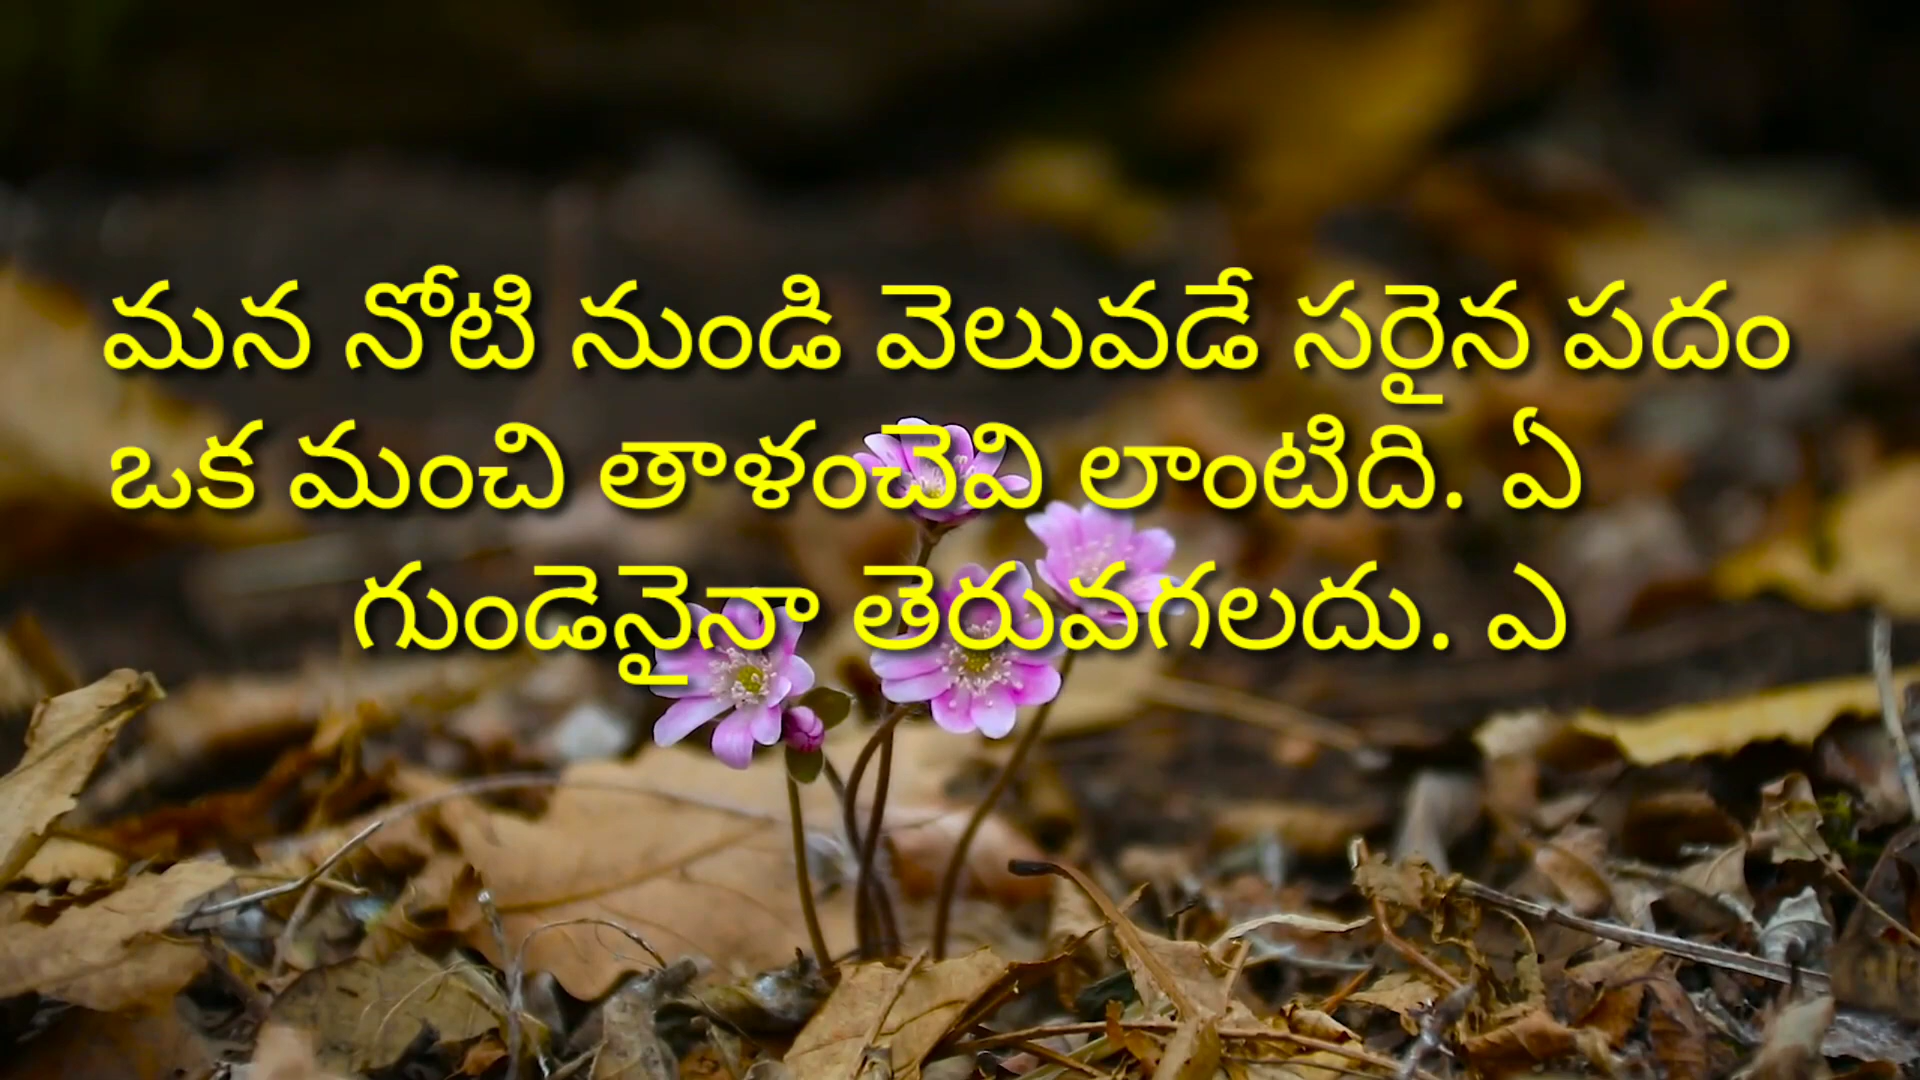 మన నోటి నుండి వెలువడే సరైన పదం
ఒక మంచి తాళంచెవి లాంటిది. ఏ
గుండెనైనా తెరువగలదు. ఎ